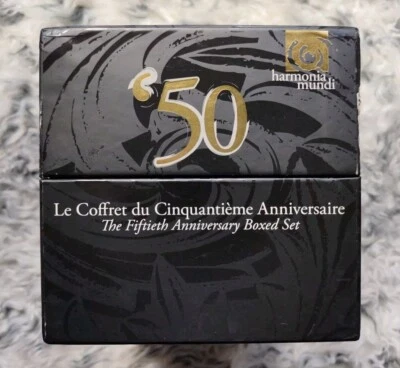 harmonia
mundi
'50
Le Coffret du Cinquantième Anniversaire
The Fiftieth Anniversary Boxed Set